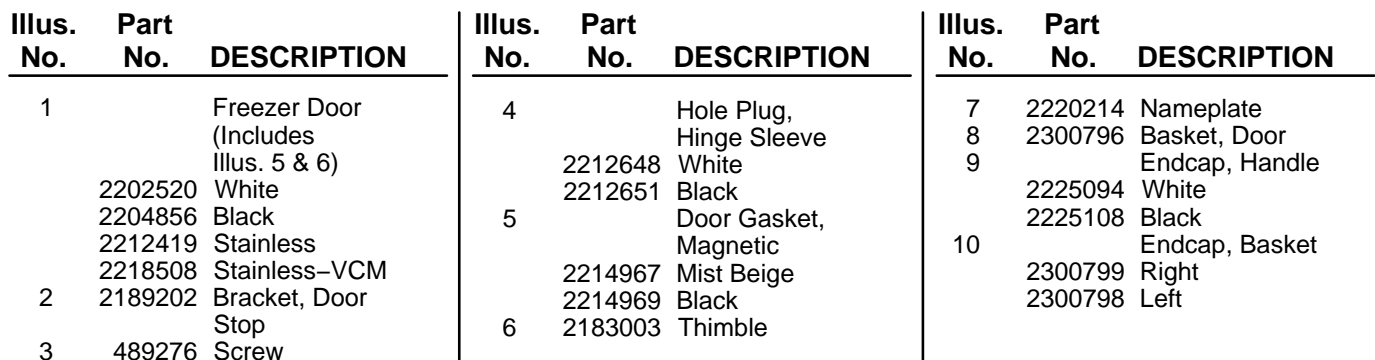 Illus. Part
No. No. DESCRIPTION
1 Freezer Door
(Includes
Illus. 5 & 6)
2202520 White
2204856 Black
2212419 Stainless
2218508 Stainless–VCM
2 2189202 Bracket, Door
Stop
3 489276 Screw
Illus. Part
No. No. DESCRIPTION
4 Hole Plug,
Hinge Sleeve
2212648 White
2212651 Black
5 Door Gasket,
Magnetic
2214967 Mist Beige
2214969 Black
6 2183003 Thimble
Illus. Part
No. No. DESCRIPTION
7 2220214 Nameplate
8 2300796 Basket, Door
9 Endcap, Handle
2225094 White
2225108 Black
10 Endcap, Basket
2300799 Right
2300798 Left